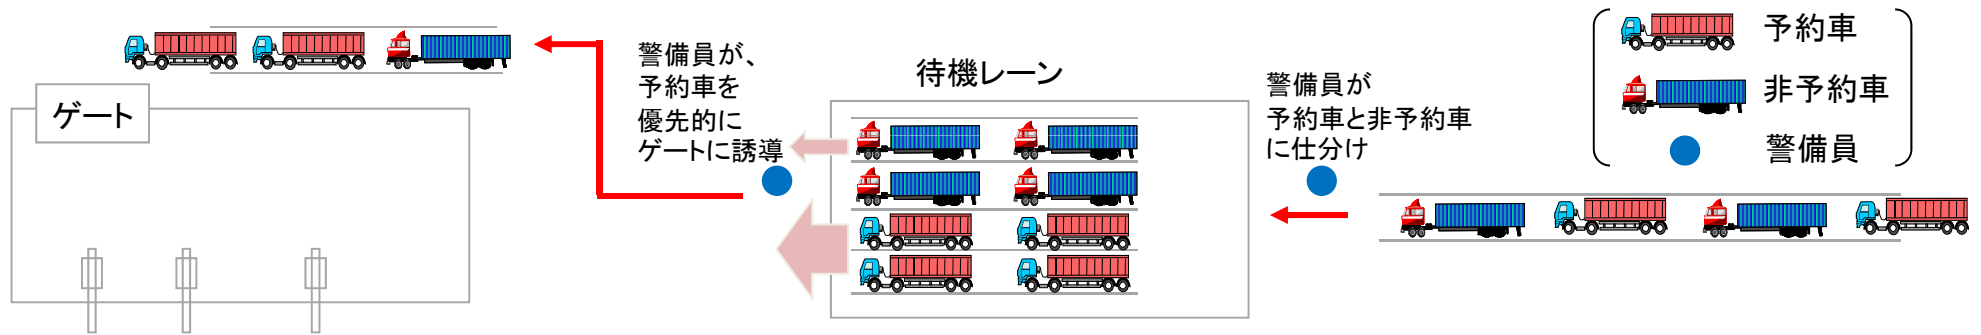 ゲート
警備員が、
予約車を
優先的に
ゲートに誘導
待機レーン
警備員が
予約車と非予約車
に仕分け
予約車
非予約車
警備員